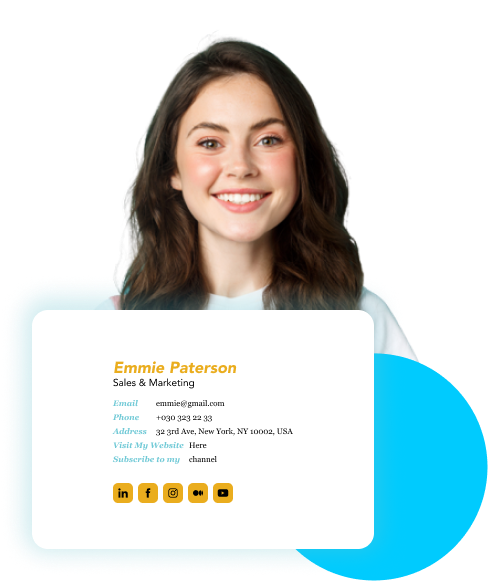 Emmie Paterson
Sales & Marketing
Email emmie@gmail.com
Phone +030 323 22 33
Address 32 3rd Ave, New York, NY 10002, USA
Visit My Website Here
Subscribe to my channel